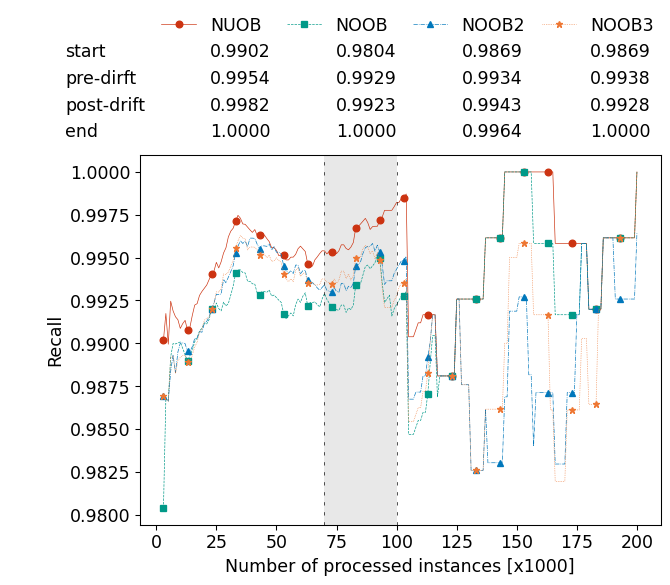 NUOB NOOB NOOB2 NOOB3
start 0.9902 0.9804 0.9869 0.9869
pre-dirft 0.9954 0.9929 0.9934 0.9938
post-drift 0.9982 0.9923 0.9943 0.9928
end 1.0000 1.0000 0.9964 1.0000
1.0000
0.9975
0.9950
0.9925
0.9900
0.9875
0.9850
0.9825
0.9800
Recall
0 25 50 75 100 125 150 175 200
Number of processed instances [x1000]